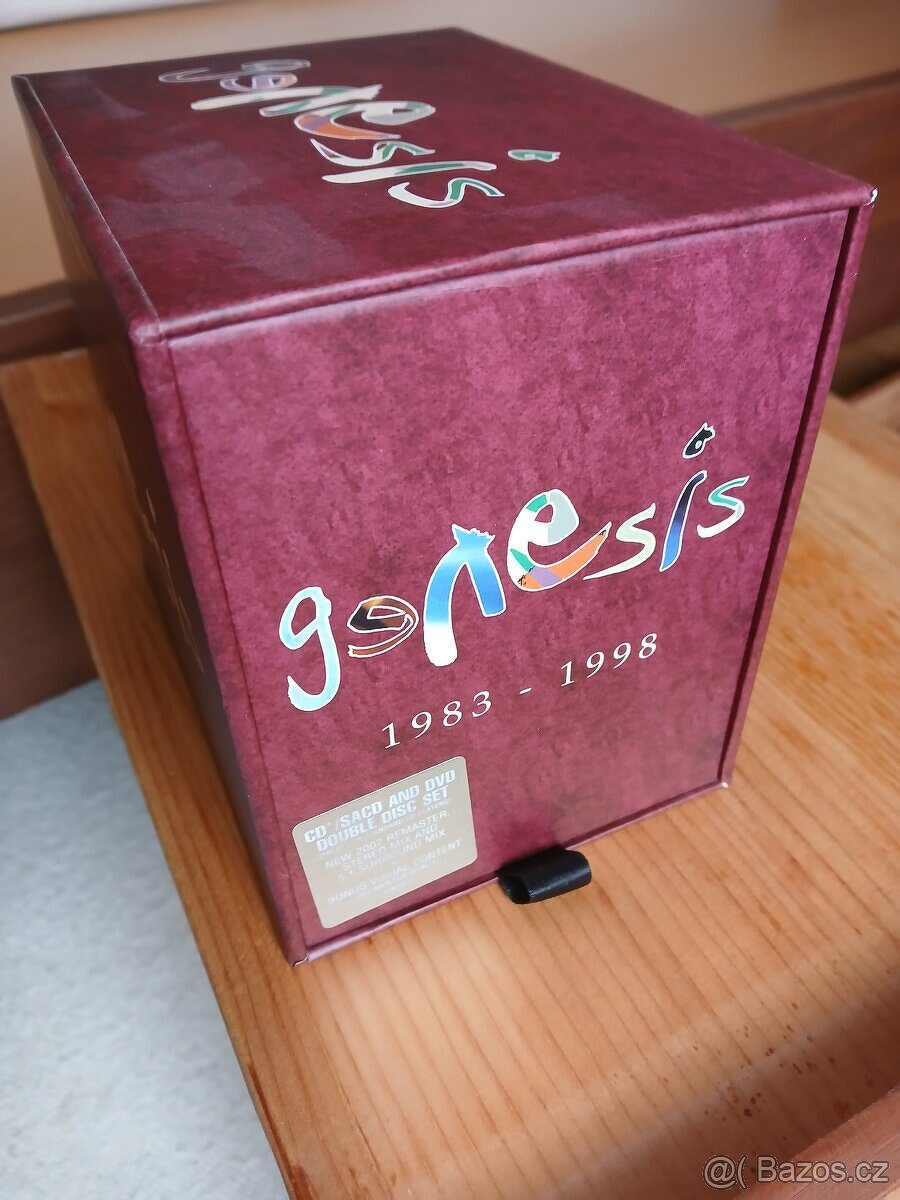 genesis
genesis
1983 - 1998
CD*/SACD AND DVD
DOUBLE DISC SET
NEW 2007 REMASTER
STEREO MIX AND
5.1 SURROUND MIX
BONUS VISUAL CONTENT
@( Bazos.cz